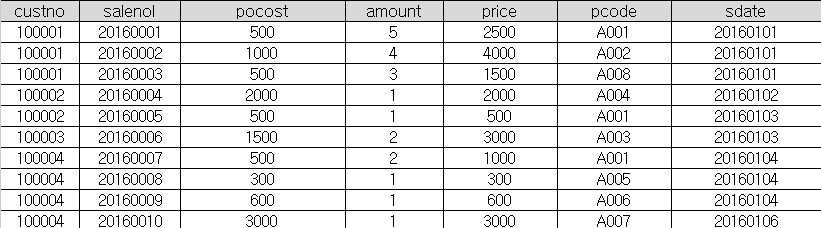 custno salenol pocost amount price pcode sdate
100001 20160001 500 5 2500 A001 20160101
100001 20160002 1000 4 4000 A002 20160101
100001 20160003 500 3 1500 A008 20160101
100002 20160004 2000 1 2000 A004 20160102
100002 20160005 500 1 500 A001 20160103
100003 20160006 1500 2 3000 A003 20160103
100004 20160007 500 2 1000 A001 20160104
100004 20160008 300 1 300 A005 20160104
100004 20160009 600 1 600 A006 20160104
100004 20160010 3000 1 3000 A007 20160106